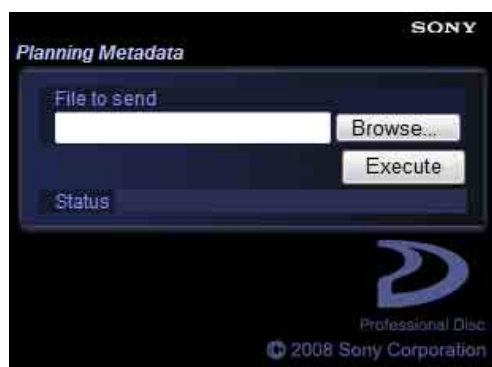 SONY
Planning Metadata
File to send
Browse...
Execute
Status
Professional Disc
© 2008 Sony Corporation